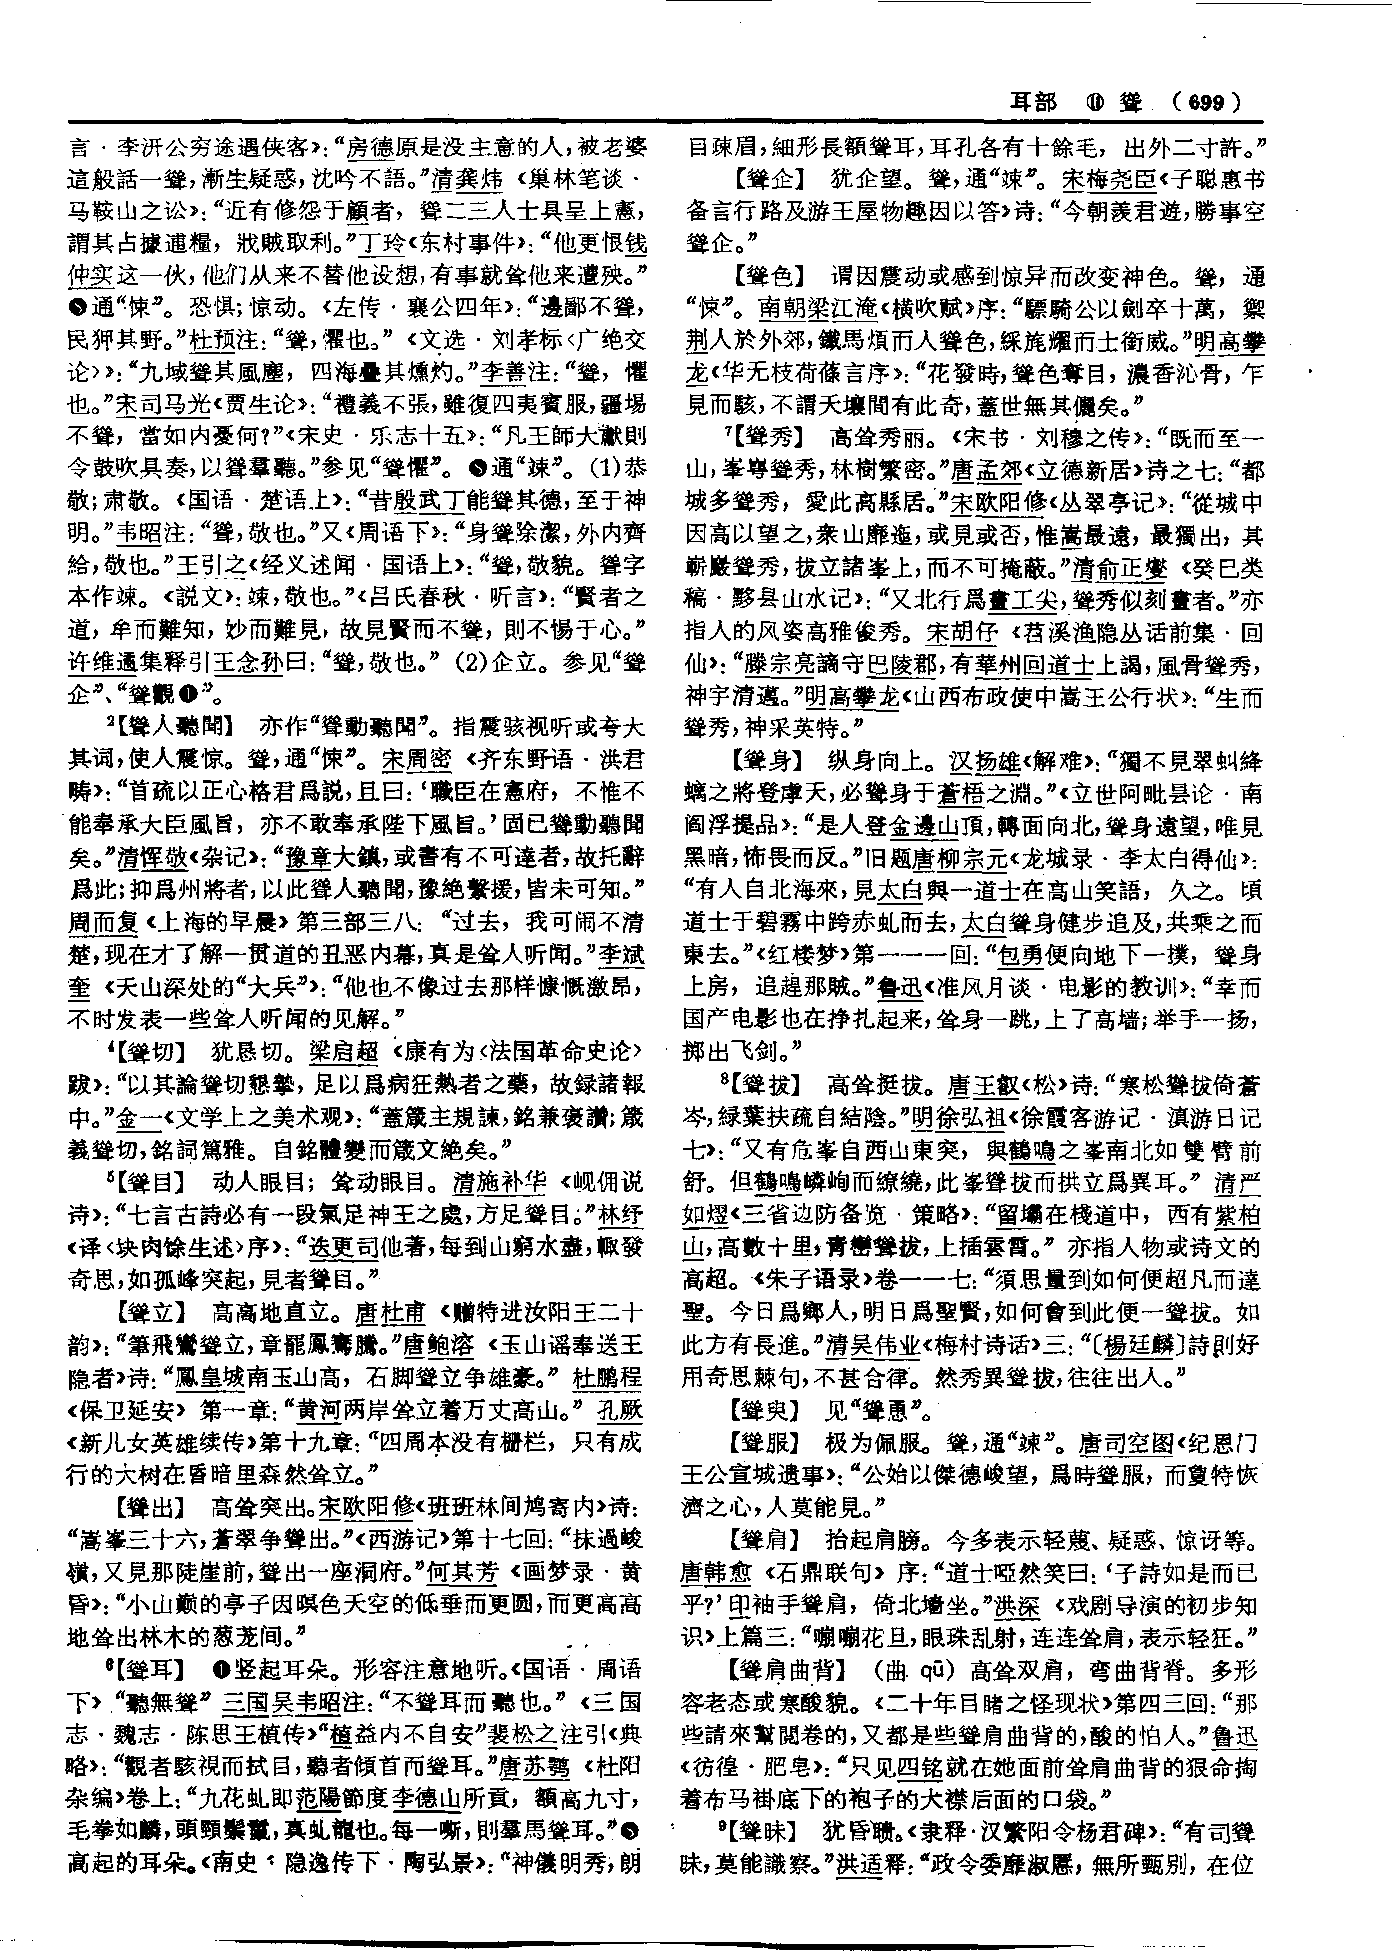 耳部 ⑪ 聳 (699)
言·李汧公穷途遇侠客》：“房德原是没主意的人，被老婆
這般話一聳，漸生疑惑，沈吟不語。”清龚炜《巢林笔谈·
马鞍山之讼》：“近有修怨于顧者，聳二三人士具呈上憲，
謂其占據逋糧，戕賊取利。”丁玲《东村事件》：“他更恨钱
仲实这一伙，他们从来不替他设想，有事就耸他来遭殃。”
通“悚”。恐惧；惊动。《左传·襄公四年》：“邊鄙不聳，
民狎其野。”杜预注：“聳，懼也。”《文选·刘孝标〈广绝交
论〉》：“九域聳其風塵，四海疊其燻灼。”李善注：“聳，懼
也。”宋司马光《贾生论》：“禮義不張，雖復四夷賓服，疆埸
不聳，當如内憂何？”《宋史·乐志十五》：“凡王師大獻則
令鼓吹具奏，以聳羣聽。”参见“聳懼”。通“竦”。(1)恭
敬；肃敬。《国语·楚语上》：“昔殷武丁能聳其德，至于神
明。”韦昭注：“聳，敬也。”又《周语下》：“身聳除潔，外内齊
給，敬也。”王引之《经义述闻·国语上》：“聳，敬貌。聳字
本作竦。《説文》：竦，敬也。”《吕氏春秋·听言》：“賢者之
道，牟而難知，妙而難見，故見賢而不聳，則不惕于心。”
许维遹集释引王念孙曰：“聳，敬也。”(2)企立。参见“聳
企”、“聳觀❶”。
²【聳人聽聞】 亦作“聳動聽聞”。指震骇视听或夸大
其词，使人震惊。聳，通“悚”。宋周密《齐东野语·洪君
畴》：“首疏以正心格君爲説，且曰：‘職臣在憲府，不惟不
能奉承大臣風旨，亦不敢奉承陛下風旨。’固已聳動聽聞
矣。”清恽敬《杂记》：“豫章大鎮，或書有不可達者，故托辭
爲此；抑爲州將者，以此聳人聽聞，豫絶繫援，皆未可知。”
周而复《上海的早晨》第三部三八：“过去，我可闹不清
楚，现在才了解一贯道的丑恶内幕，真是耸人听闻。”李斌
奎《天山深处的“大兵”》：“他也不像过去那样慷慨激昂，
不时发表一些耸人听闻的见解。”
⁴【聳切】 犹恳切。梁启超《康有为〈法国革命史论〉
跋》：“以其論聳切懇摯，足以爲病狂熱者之藥，故録諸報
中。”金一《文学上之美术观》：“蓋箴主規諫，銘兼褒讚；箴
義聳切，銘詞篤雅。自銘體變而箴文絶矣。”
⁵【聳目】 动人眼目；耸动眼目。清施补华《岘佣说
诗》：“七言古詩必有一段氣足神王之處，方足聳目。”林纾
《译〈块肉馀生述〉序》：“迭更司他著，每到山窮水盡，輒發
奇思，如孤峰突起，見者聳目。”
【聳立】 高高地直立。唐杜甫《赠特进汝阳王二十
韵》：“筆飛鸞聳立，章罷鳳騫騰。”唐鲍溶《玉山谣奉送王
隐者》诗：“鳳皇城南玉山高，石脚聳立争雄豪。”杜鹏程
《保卫延安》第一章：“黄河两岸耸立着万丈高山。”孔厥
《新儿女英雄续传》第十九章：“四周本没有栅栏，只有成
行的大树在昏暗里森然耸立。”
【聳出】 高耸突出。宋欧阳修《班班林间鸠寄内》诗：
“嵩峯三十六，蒼翠争聳出。”《西游记》第十七回：“抹過峻
嶺，又見那陡崖前，聳出一座洞府。”何其芳《画梦录·黄
昏》：“小山巅的亭子因暝色天空的低垂而更圆，而更高高
地耸出林木的葱茏间。”
⁶【聳耳】 ❶竖起耳朵。形容注意地听。《国语·周语
下》“聽無聳”三国吴韦昭注：“不聳耳而聽也。”《三国
志·魏志·陈思王植传》“植益内不自安”裴松之注引《典
略》：“觀者駭視而拭目，聽者傾首而聳耳。”唐苏鹗《杜阳
杂编》卷上：“九花虬即范陽節度李德山所貢，額高九寸，
毛拳如麟，頭頸鬃鬣，真虬龍也。每一嘶，則羣馬聳耳。”❷
高起的耳朵。《南史·隐逸传下·陶弘景》：“神儀明秀，朗
目疎眉，細形長額聳耳，耳孔各有十餘毛，出外二寸許。”
【聳企】 犹企望。聳，通“竦”。宋梅尧臣《子聪惠书
备言行路及游王屋物趣因以答》诗：“今朝羨君遊，勝事空
聳企。”
【聳色】 谓因震动或感到惊异而改变神色。聳，通
“悚”。南朝梁江淹《横吹赋》序：“驃騎公以劍卒十萬，禦
荆人於外郊，鐵馬煩而人聳色，綵旄耀而士銜威。”明高攀
龙《华无枝荷蓧言序》：“花發時，聳色奪目，濃香沁骨，乍
見而駭，不謂天壤間有此奇，蓋世無其儷矣。”
⁷【聳秀】 高耸秀丽。《宋书·刘穆之传》：“既而至一
山，峯崿聳秀，林樹繁密。”唐孟郊《立德新居》诗之七：“都
城多聳秀，愛此高縣居。”宋欧阳修《丛翠亭记》：“從城中
因高以望之，衆山靡迤，或見或否，惟嵩最遠，最獨出，其
嶄巖聳秀，拔立諸峯上，而不可掩蔽。”清俞正燮《癸巳类
稿·黟县山水记》：“又北行爲畫工尖，聳秀似刻畫者。”亦
指人的风姿高雅俊秀。宋胡仔《苕溪渔隐丛话前集·回
仙》：“滕宗亮謫守巴陵郡，有華州回道士上謁，風骨聳秀，
神宇清邁。”明高攀龙《山西布政使中嵩王公行状》：“生而
聳秀，神采英特。”
【聳身】 纵身向上。汉扬雄《解难》：“獨不見翠虯絳
螭之將登虖天，必聳身于蒼梧之淵。”《立世阿毗昙论·南
阎浮提品》：“是人登金邊山頂，轉面向北，聳身遠望，唯見
黑暗，怖畏而反。”旧题唐柳宗元《龙城录·李太白得仙》：
“有人自北海來，見太白與一道士在高山笑語，久之。頃
道士于碧霧中跨赤虬而去，太白聳身健步追及，共乘之而
東去。”《红楼梦》第一一一回：“包勇便向地下一撲，聳身
上房，追趕那賊。”鲁迅《准风月谈·电影的教训》：“幸而
国产电影也在挣扎起来，耸身一跳，上了高墙；举手一扬，
掷出飞剑。”
⁸【聳拔】 高耸挺拔。唐王叡《松》诗：“寒松聳拔倚蒼
岑，緑葉扶疏自結陰。”明徐弘祖《徐霞客游记·滇游日记
七》：“又有危峯自西山東突，與鶴鳴之峯南北如雙臂前
舒。但鶴鳴嶙峋而繚繞，此峯聳拔而拱立爲異耳。”清严
如熤《三省边防备览·策略》：“留壩在棧道中，西有紫柏
山，高數十里，青巒聳拔，上插雲霄。”亦指人物或诗文的
高超。《朱子语录》卷一一七：“須思量到如何便超凡而達
聖。今日爲鄉人，明日爲聖賢，如何會到此便一聳拔。如
此方有長進。”清吴伟业《梅村诗话》三：“〔楊廷麟〕詩則好
用奇思棘句，不甚合律。然秀異聳拔，往往出人。”
【聳臾】 见“聳恿”。
【聳服】 极为佩服。聳，通“竦”。唐司空图《纪恩门
王公宣城遗事》：“公始以傑德峻望，爲時聳服，而夐特恢
濟之心，人莫能見。”
【聳肩】 抬起肩膀。今多表示轻蔑、疑惑、惊讶等。
唐韩愈《石鼎联句》序：“道士啞然笑曰：‘子詩如是而已
乎？’即袖手聳肩，倚北墻坐。”洪深《戏剧导演的初步知
识》上篇三：“嘣嘣花旦，眼珠乱射，连连耸肩，表示轻狂。”
【聳肩曲背】 （曲 qū）高耸双肩，弯曲背脊。多形
容老态或寒酸貌。《二十年目睹之怪现状》第四三回：“那
些請來幫閲卷的，又都是些聳肩曲背的，酸的怕人。”鲁迅
《彷徨·肥皂》：“只见四铭就在她面前耸肩曲背的狠命掏
着布马褂底下的袍子的大襟后面的口袋。”
⁹【聳昧】 犹昏聩。《隶释·汉繁阳令杨君碑》：“有司聳
昧，莫能識察。”洪适释：“政令委靡淑慝，無所甄别，在位